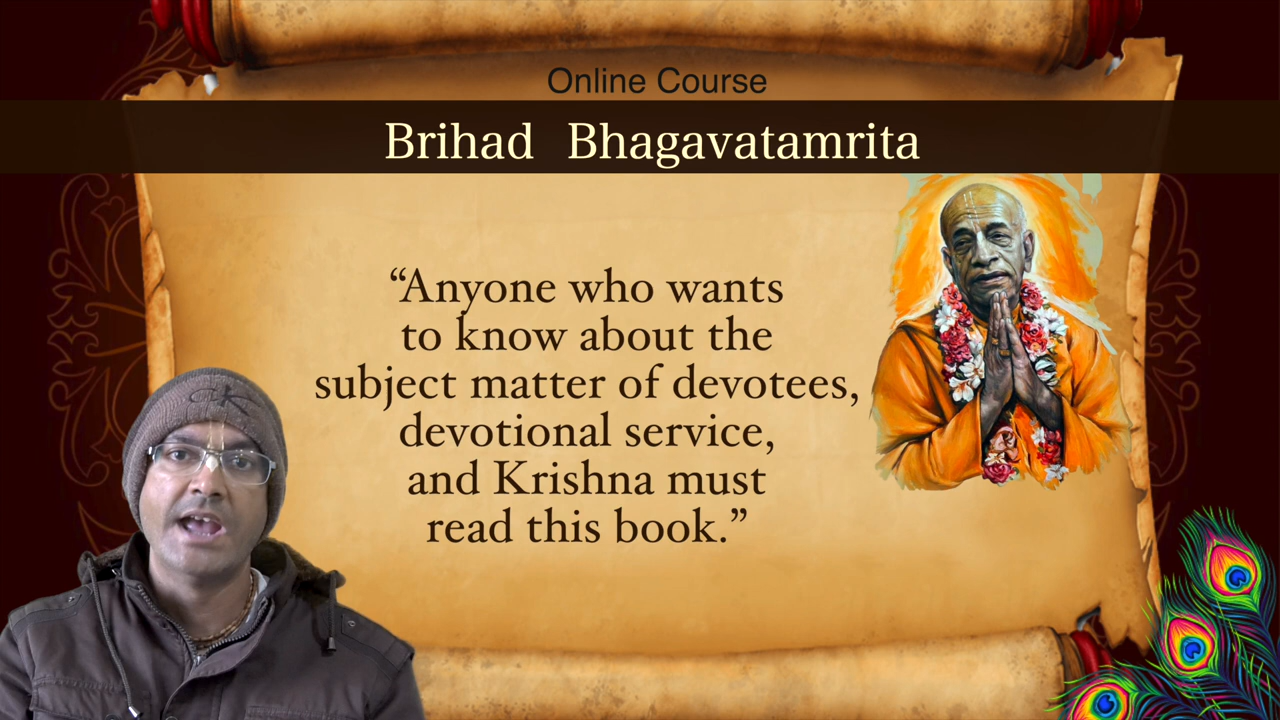 Online Course
Brihad Bhagavatamrita
“Anyone who wants
to know about the
subject matter of devotees,
devotional service,
and Krishna must
read this book.”